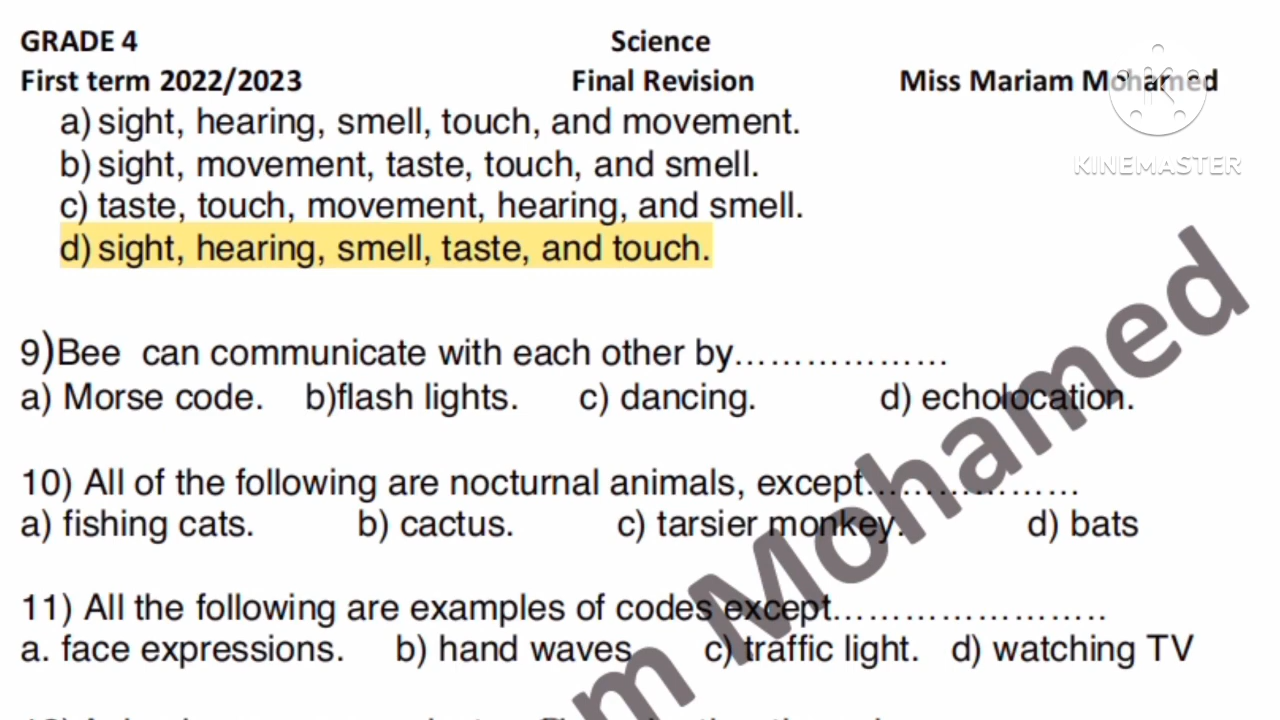 GRADE 4 Science
First term 2022/2023 Final Revision Miss Mariam Mohamed
KINEMASTER
a) sight, hearing, smell, touch, and movement.
b) sight, movement, taste, touch, and smell.
c) taste, touch, movement, hearing, and smell.
d) sight, hearing, smell, taste, and touch.
9)Bee can communicate with each other by………………
a) Morse code. b)flash lights. c) dancing. d) echolocation.
10) All of the following are nocturnal animals, except………………
a) fishing cats. b) cactus. c) tarsier monkey. d) bats
11) All the following are examples of codes except…………………..
a. face expressions. b) hand waves c) traffic light. d) watching TV
m Mohamed